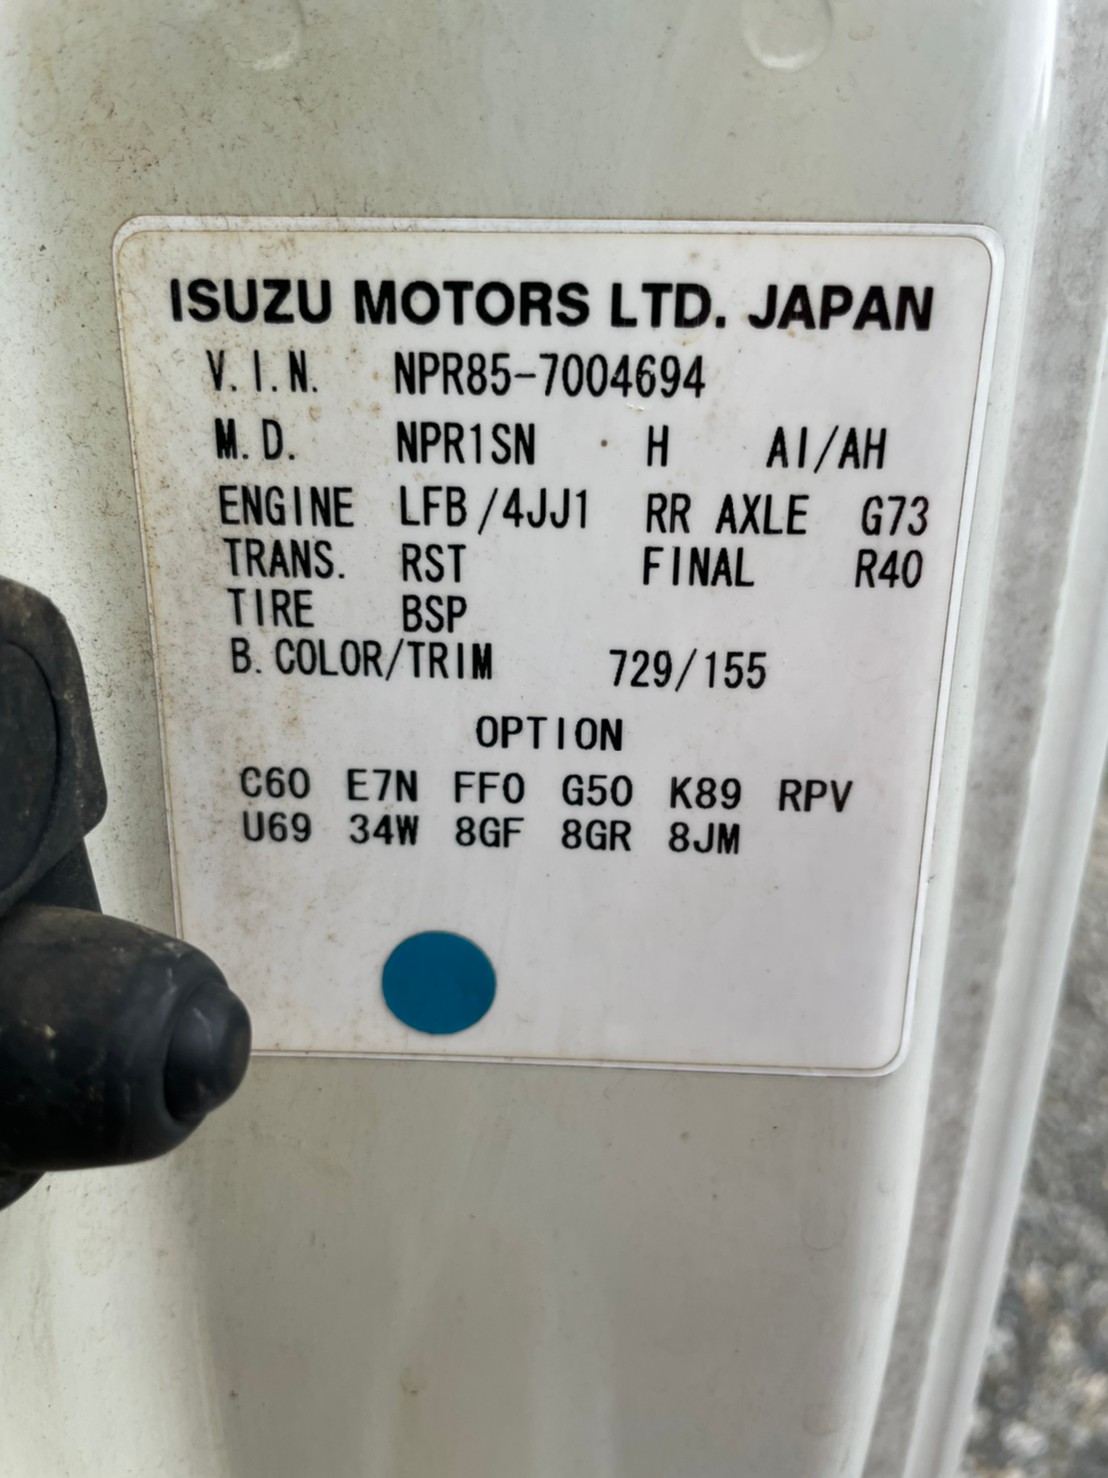 ISUZU MOTORS LTD. JAPAN
V.I.N. NPR85-7004694
M.D. NPR1SN H AI/AH
ENGINE LFB/4JJ1 RR AXLE G73
TRANS. RST FINAL R40
TIRE BSP
B.COLOR/TRIM 729/155
OPTION
C60 E7N FF0 G50 K89 RPV
U69 34W 8GF 8GR 8JM